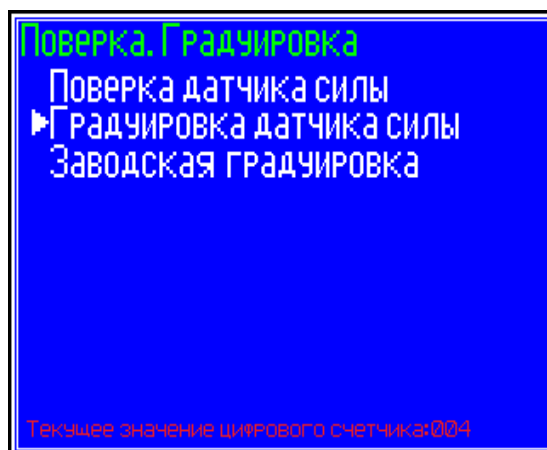 Поверка. Градуировка
Поверка датчика силы
Градуировка датчика силы
Заводская градуировка
Текущее значение цифрового счетчика:004